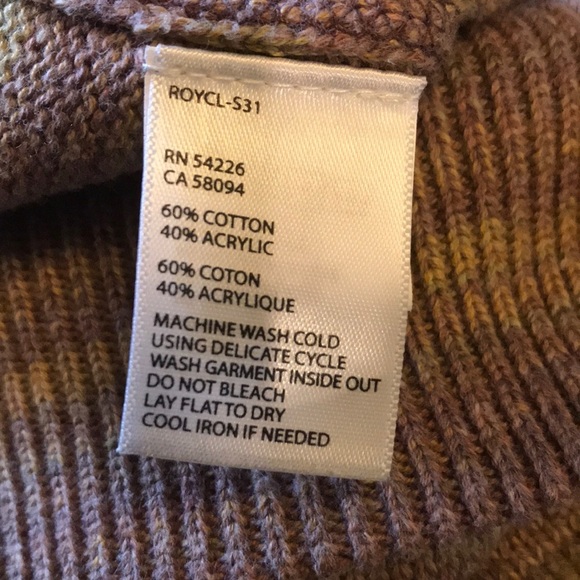 ROYCL-S31
RN 54226
CA 58094
60% COTTON
40% ACRYLIC
60% COTON
40% ACRYLIQUE
MACHINE WASH COLD
USING DELICATE CYCLE
WASH GARMENT INSIDE OUT
DO NOT BLEACH
LAY FLAT TO DRY
COOL IRON IF NEEDED